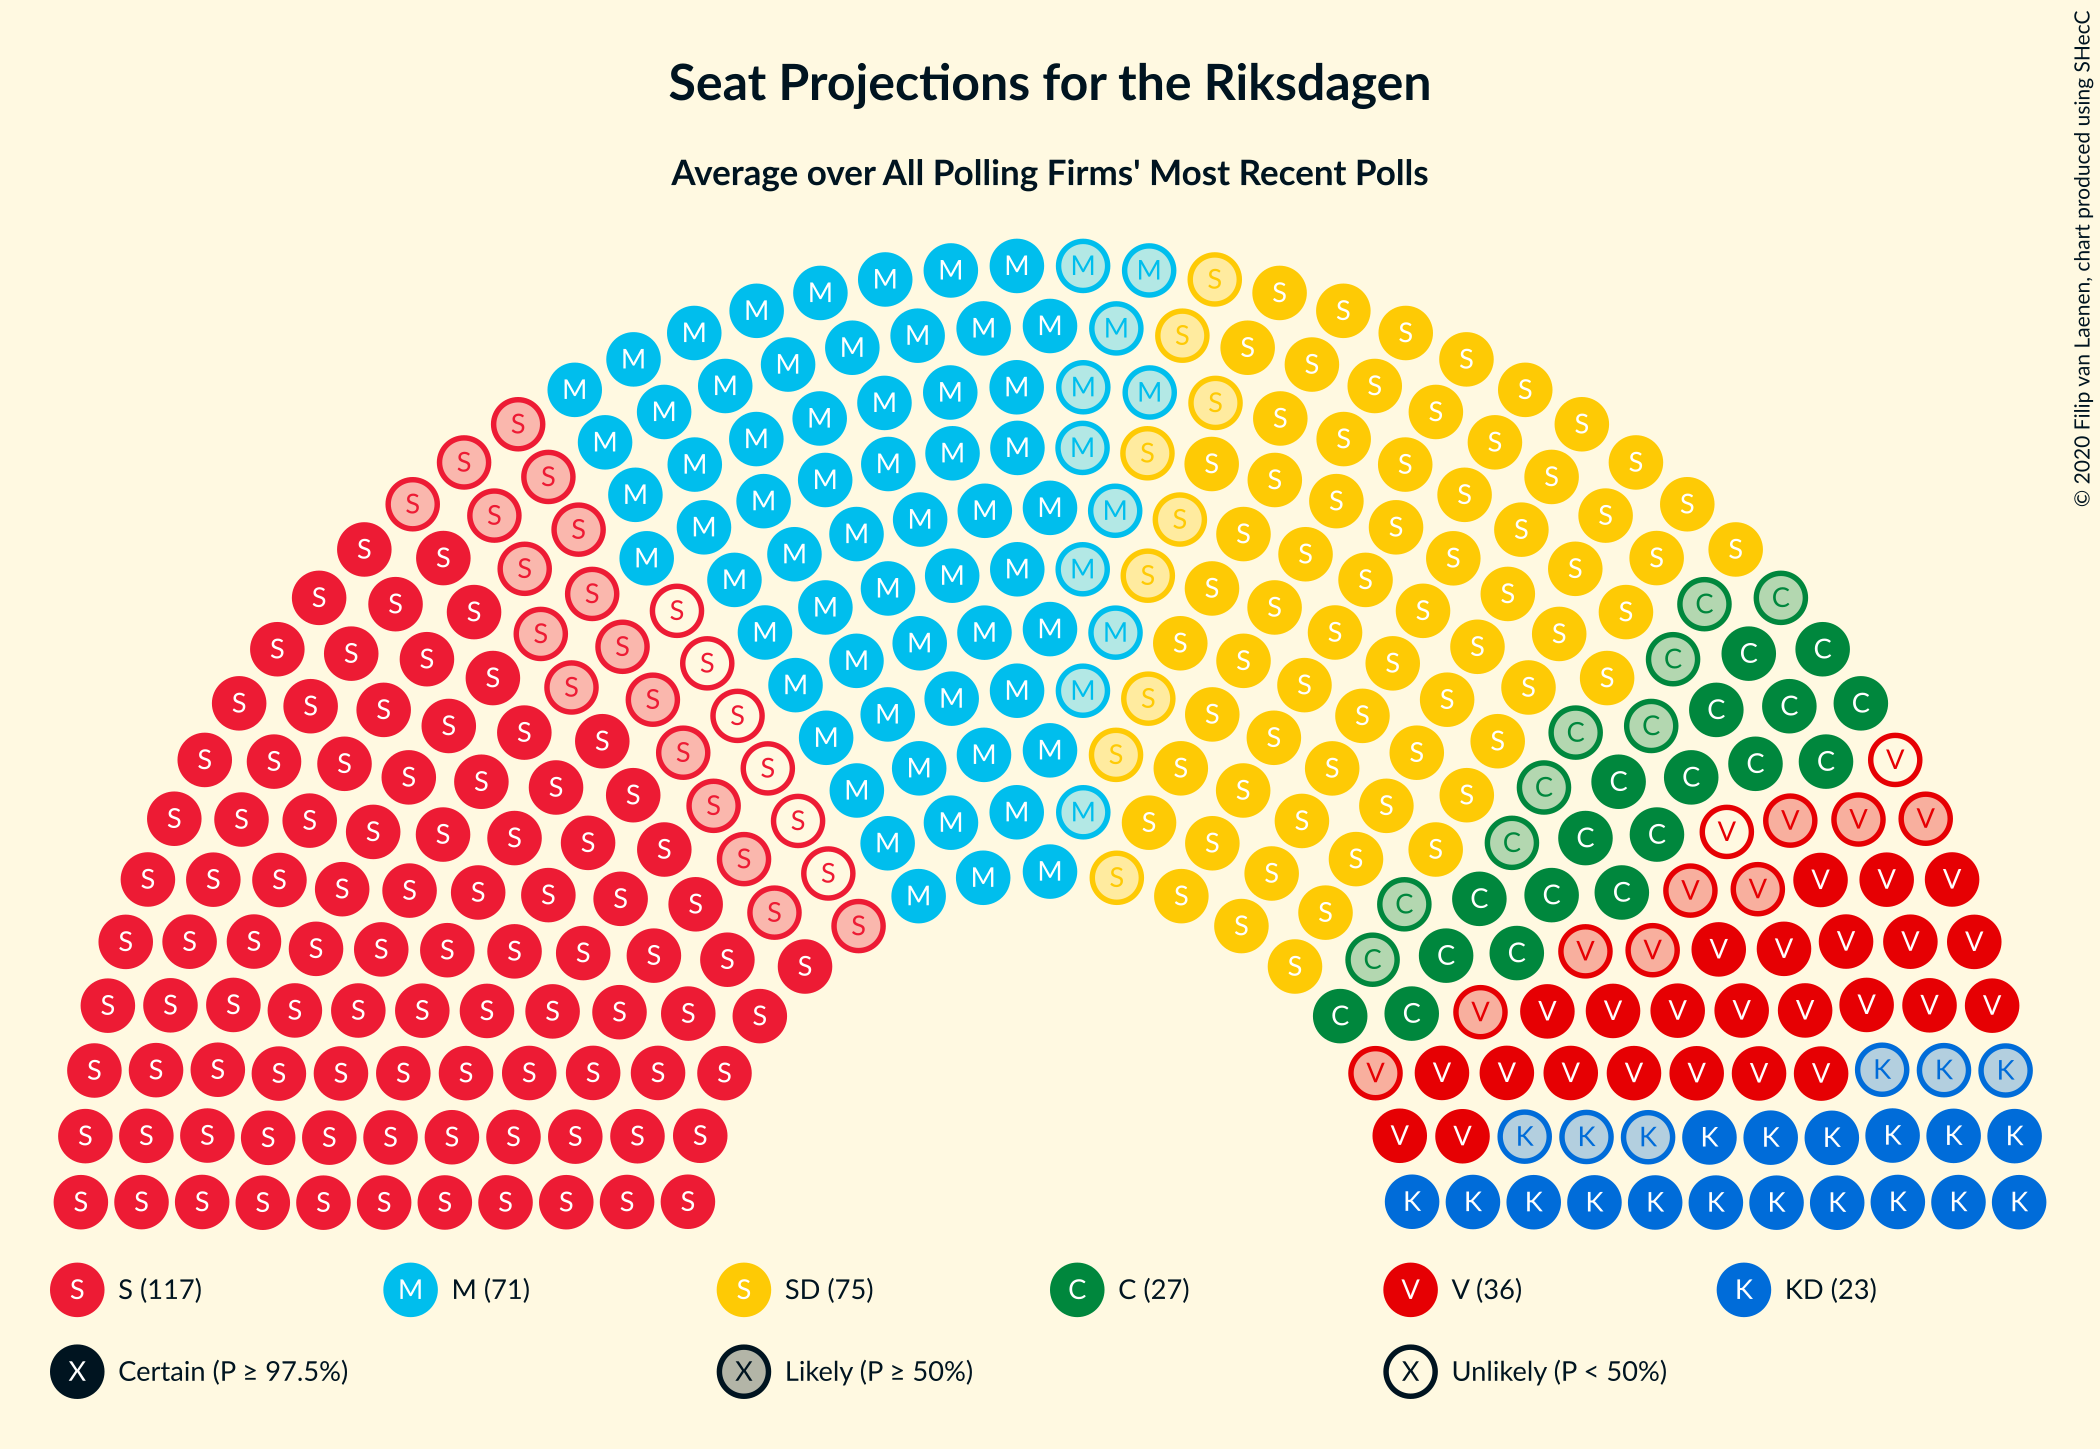 Seat Projections for the Riksdagen
Average over All Polling Firms' Most Recent Polls
© 2020 Filip van Laenen, chart produced using SHecC
S S (117) M M (71) S SD (75) C C (27) V V (36) K KD (23)
X Certain (P ≥ 97.5%) X Likely (P ≥ 50%) X Unlikely (P < 50%)